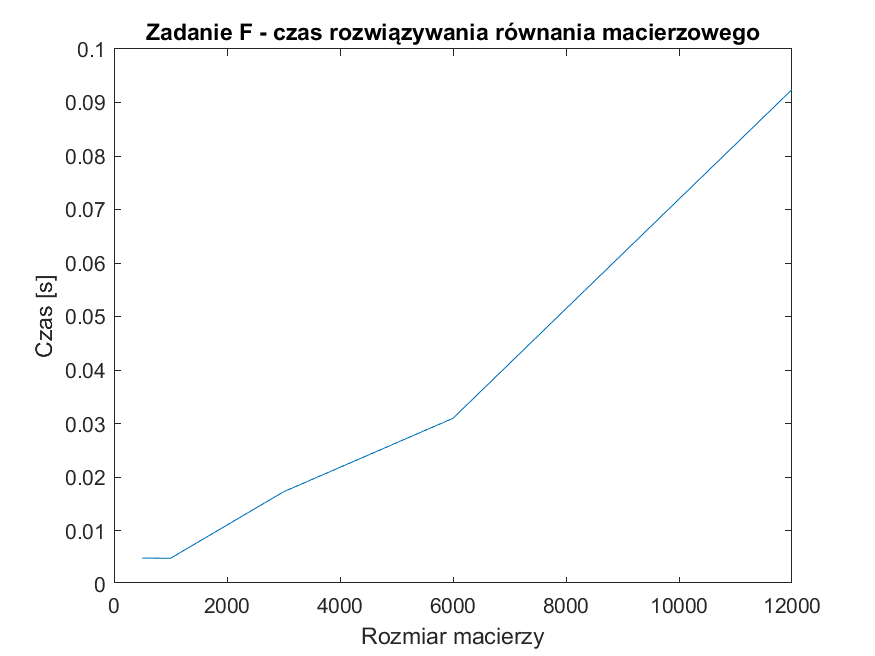 Zadanie F - czas rozwiązywania równania macierzowego
0.1
0.09
0.08
0.07
0.06
0.05
0.04
0.03
0.02
0.01
0
Czas [s]
0 2000 4000 6000 8000 10000 12000
Rozmiar macierzy